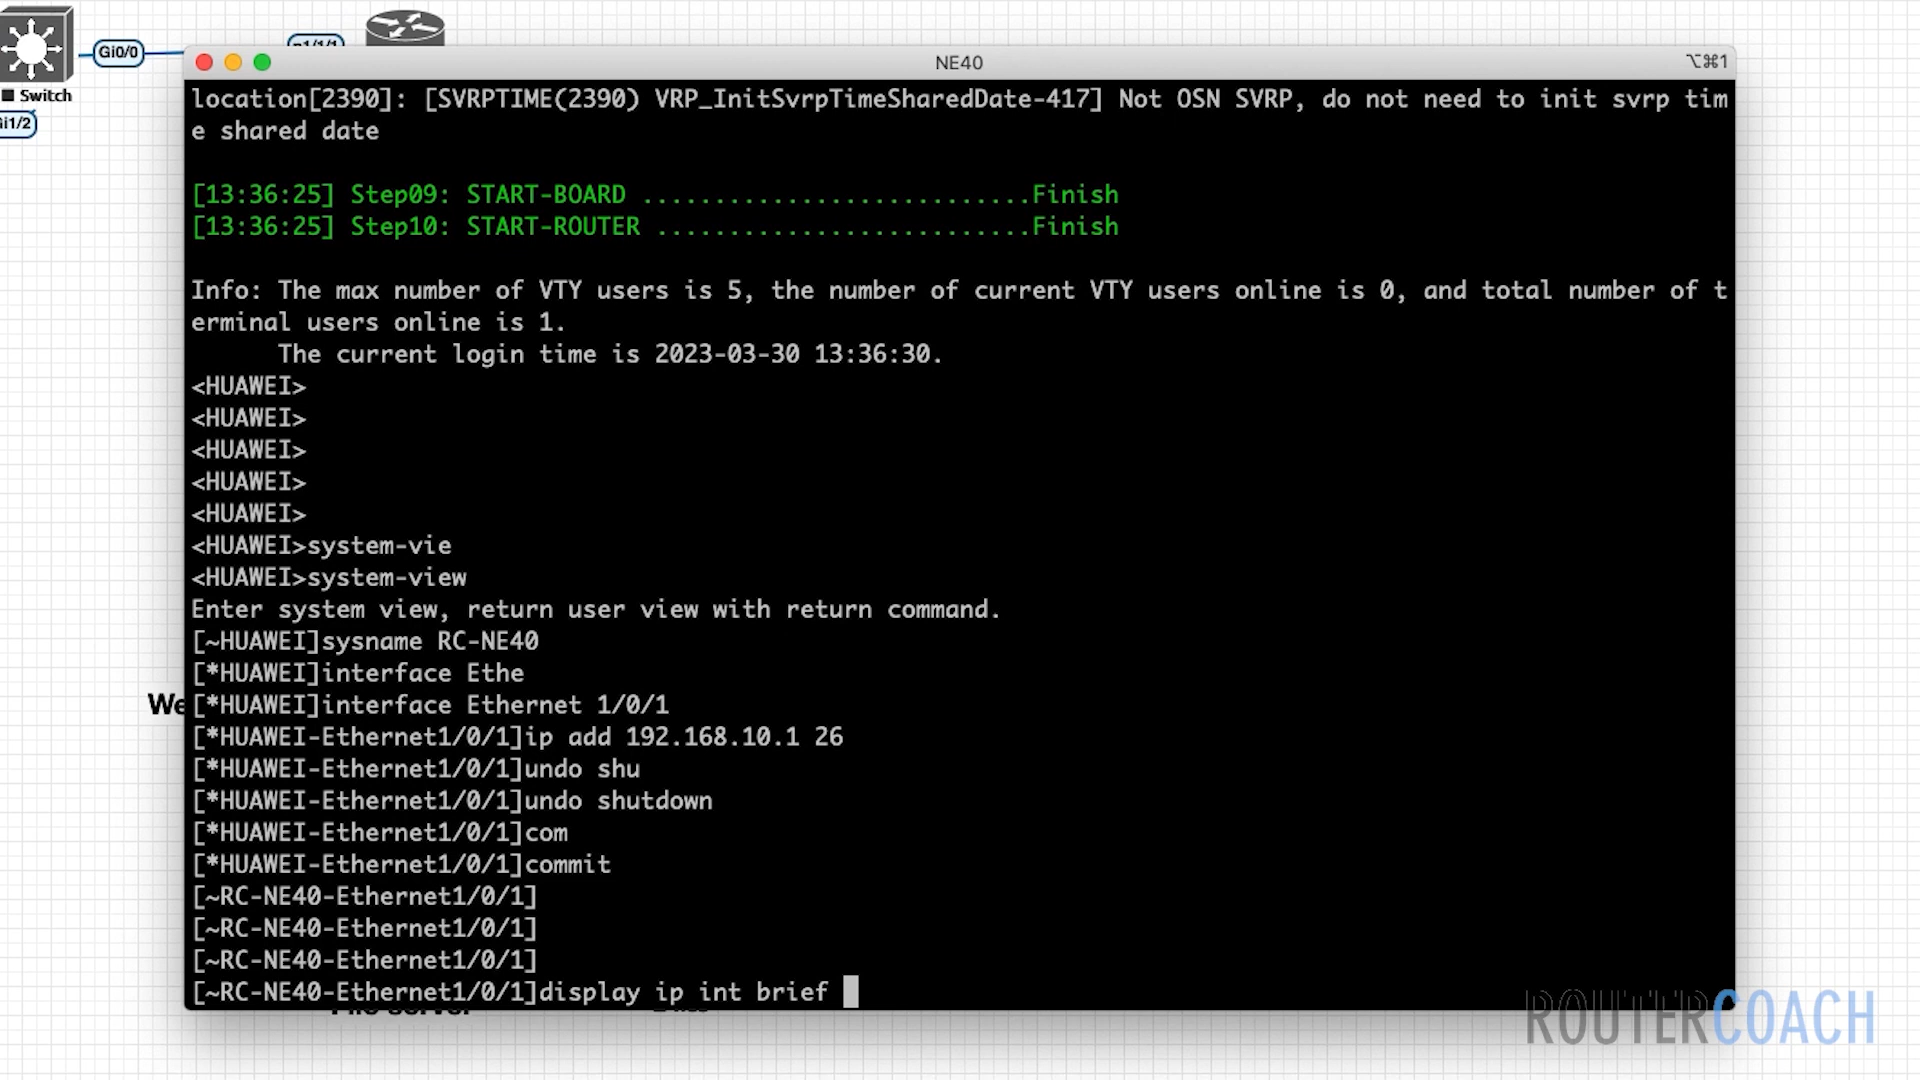 Gi0/0
NE40
⌥⌘1
Switch
Gi1/2
location[2390]: [SVRPTIME(2390) VRP_InitSvrpTimeSharedDate-417] Not OSN SVRP, do not need to init svrp tim
e shared date
[13:36:25] Step09: START-BOARD ...........................Finish
[13:36:25] Step10: START-ROUTER ..........................Finish
Info: The max number of VTY users is 5, the number of current VTY users online is 0, and total number of t
erminal users online is 1.
The current login time is 2023-03-30 13:36:30.
<HUAWEI>
<HUAWEI>
<HUAWEI>
<HUAWEI>
<HUAWEI>
<HUAWEI>system-vie
<HUAWEI>system-view
Enter system view, return user view with return command.
[~HUAWEI]sysname RC-NE40
[*HUAWEI]interface Ethe
[*HUAWEI]interface Ethernet 1/0/1
[*HUAWEI-Ethernet1/0/1]ip add 192.168.10.1 26
[*HUAWEI-Ethernet1/0/1]undo shu
[*HUAWEI-Ethernet1/0/1]undo shutdown
[*HUAWEI-Ethernet1/0/1]com
[*HUAWEI-Ethernet1/0/1]commit
[~RC-NE40-Ethernet1/0/1]
[~RC-NE40-Ethernet1/0/1]
[~RC-NE40-Ethernet1/0/1]
[~RC-NE40-Ethernet1/0/1]display ip int brief
We
ROUTERCOACH